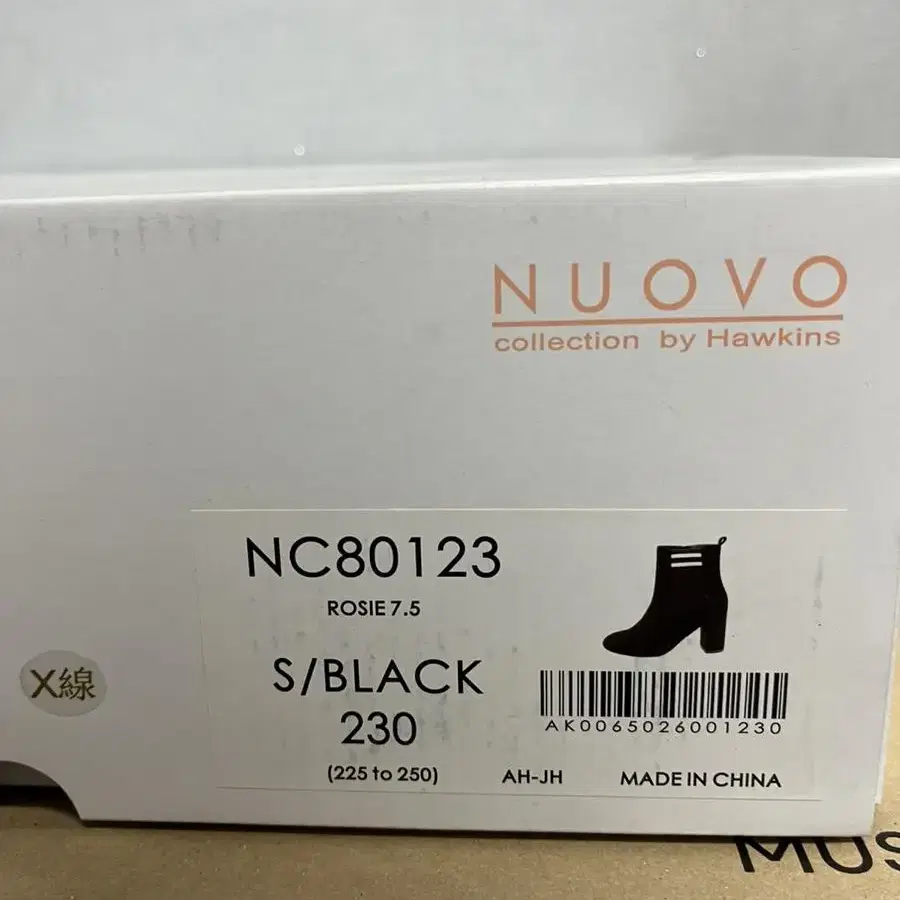 NUOVO
collection by Hawkins
NC80123
ROSIE 7.5
X線
S/BLACK
230
AK0065026001230
(225 to 250) AH-JH MADE IN CHINA
MUS